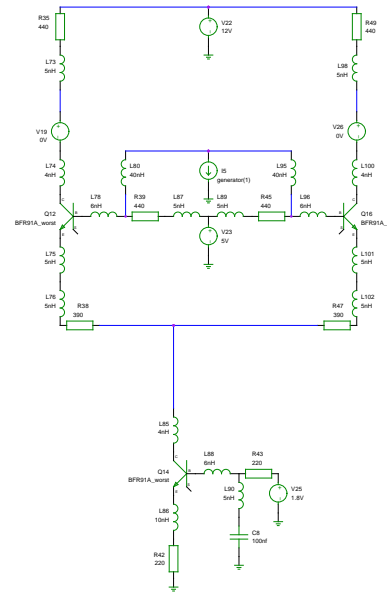 R35
440
V22
12V
R49
440
L73
5nH
L98
5nH
V19
0V
V26
0V
L74
4nH
L80
40nH
I5
generator(1)
L95
40nH
L100
4nH
C
C
Q12
BFR91A_worst
B
E
L78
6nH
R39
440
L87
5nH
L89
5nH
R45
440
L96
6nH
Q16
BFR91A_
B
E
V23
5V
L75
5nH
L101
5nH
L76
5nH
L102
5nH
R38
390
R47
390
L85
4nH
C
Q14
BFR91A_worst
B
E
L88
6nH
R43
220
L90
5nH
V25
1.8V
L86
10nH
C8
100nf
R42
220